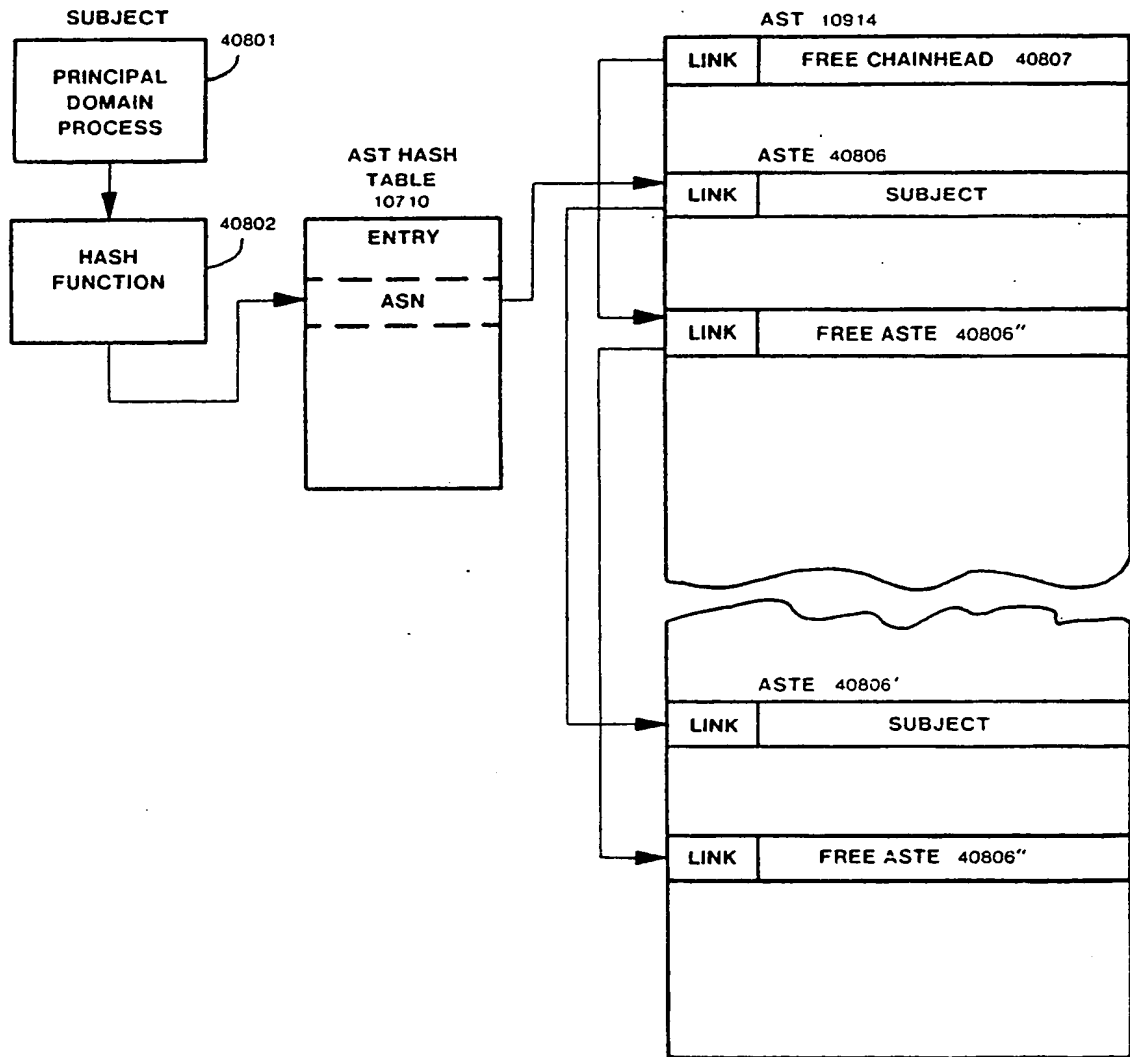 SUBJECT
40801
PRINCIPAL
DOMAIN
PROCESS
40802
HASH
FUNCTION
AST HASH
TABLE
10710
ENTRY
ASN
AST 10914
LINK FREE CHAINHEAD 40807
ASTE 40806
LINK SUBJECT
LINK FREE ASTE 40806″
ASTE 40806′
LINK SUBJECT
LINK FREE ASTE 40806″